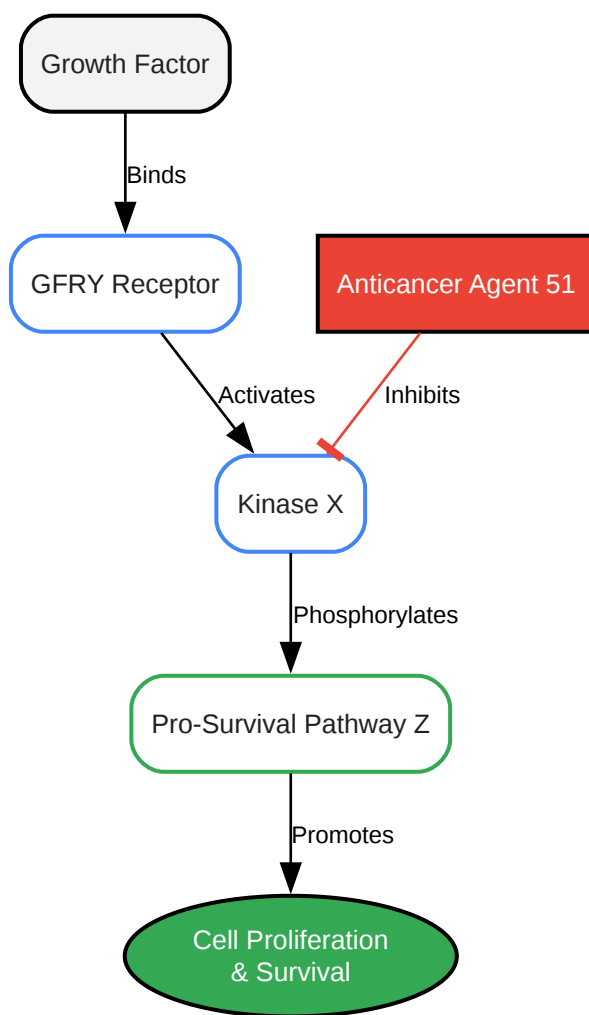 Growth Factor
Binds
GFRY Receptor
Anticancer Agent 51
Activates
Inhibits
Kinase X
Phosphorylates
Pro-Survival Pathway Z
Promotes
Cell Proliferation
& Survival